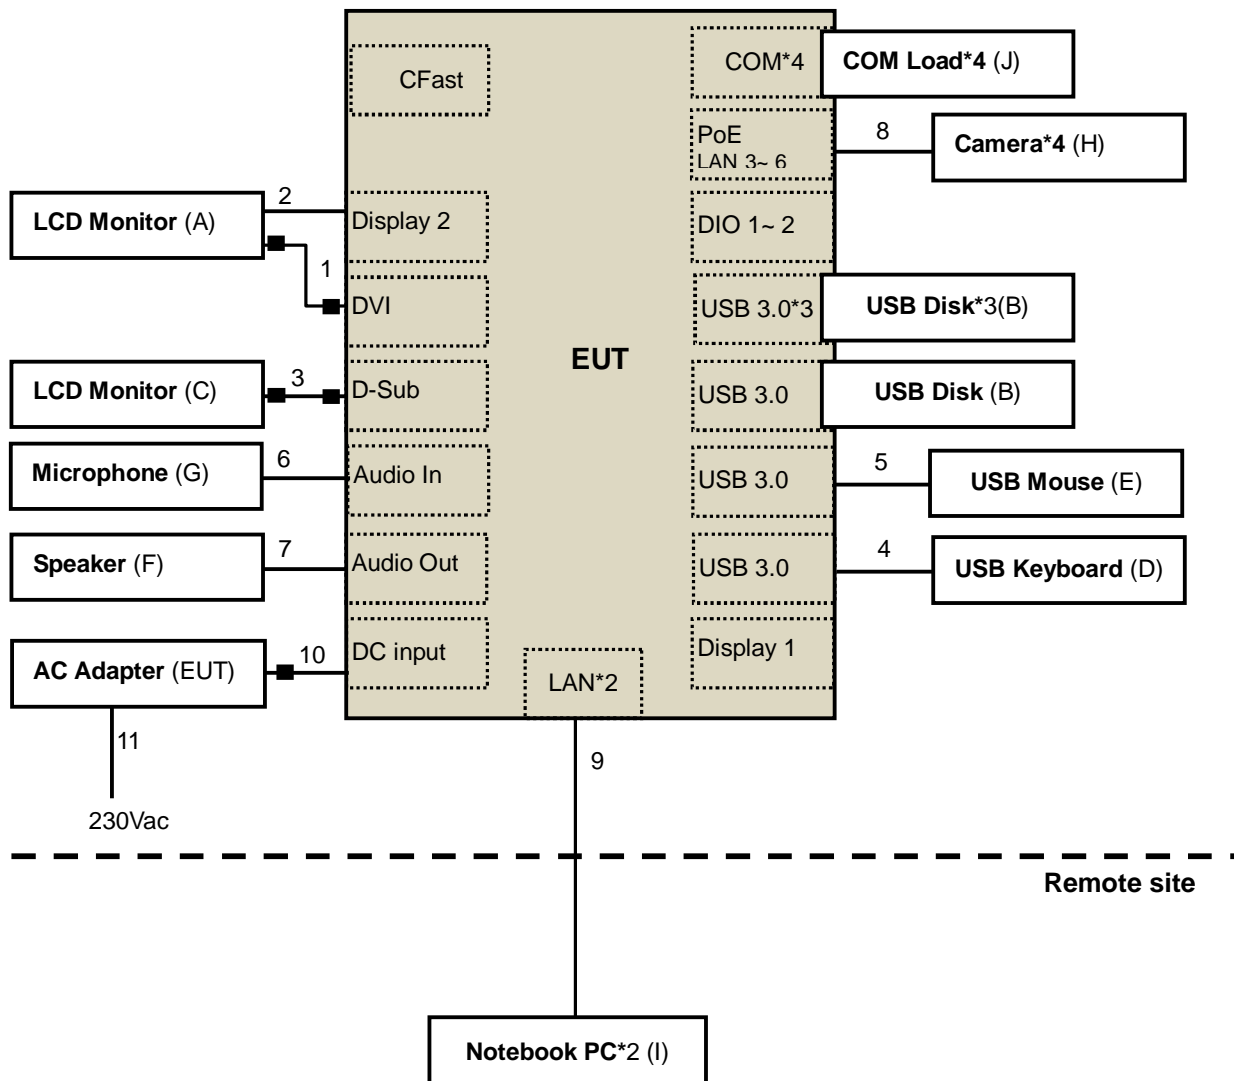 CFast
COM*4
COM Load*4 (J)
PoE
LAN 3~ 6
8
Camera*4 (H)
2
LCD Monitor (A)
Display 2
DIO 1~ 2
1
DVI
USB 3.0*3
USB Disk*3(B)
EUT
3
LCD Monitor (C)
D-Sub
USB 3.0
USB Disk (B)
6
Microphone (G)
Audio In
USB 3.0
5
USB Mouse (E)
7
Speaker (F)
Audio Out
USB 3.0
4
USB Keyboard (D)
10
AC Adapter (EUT)
DC input
Display 1
LAN*2
11
9
230Vac
Remote site
Notebook PC*2 (I)